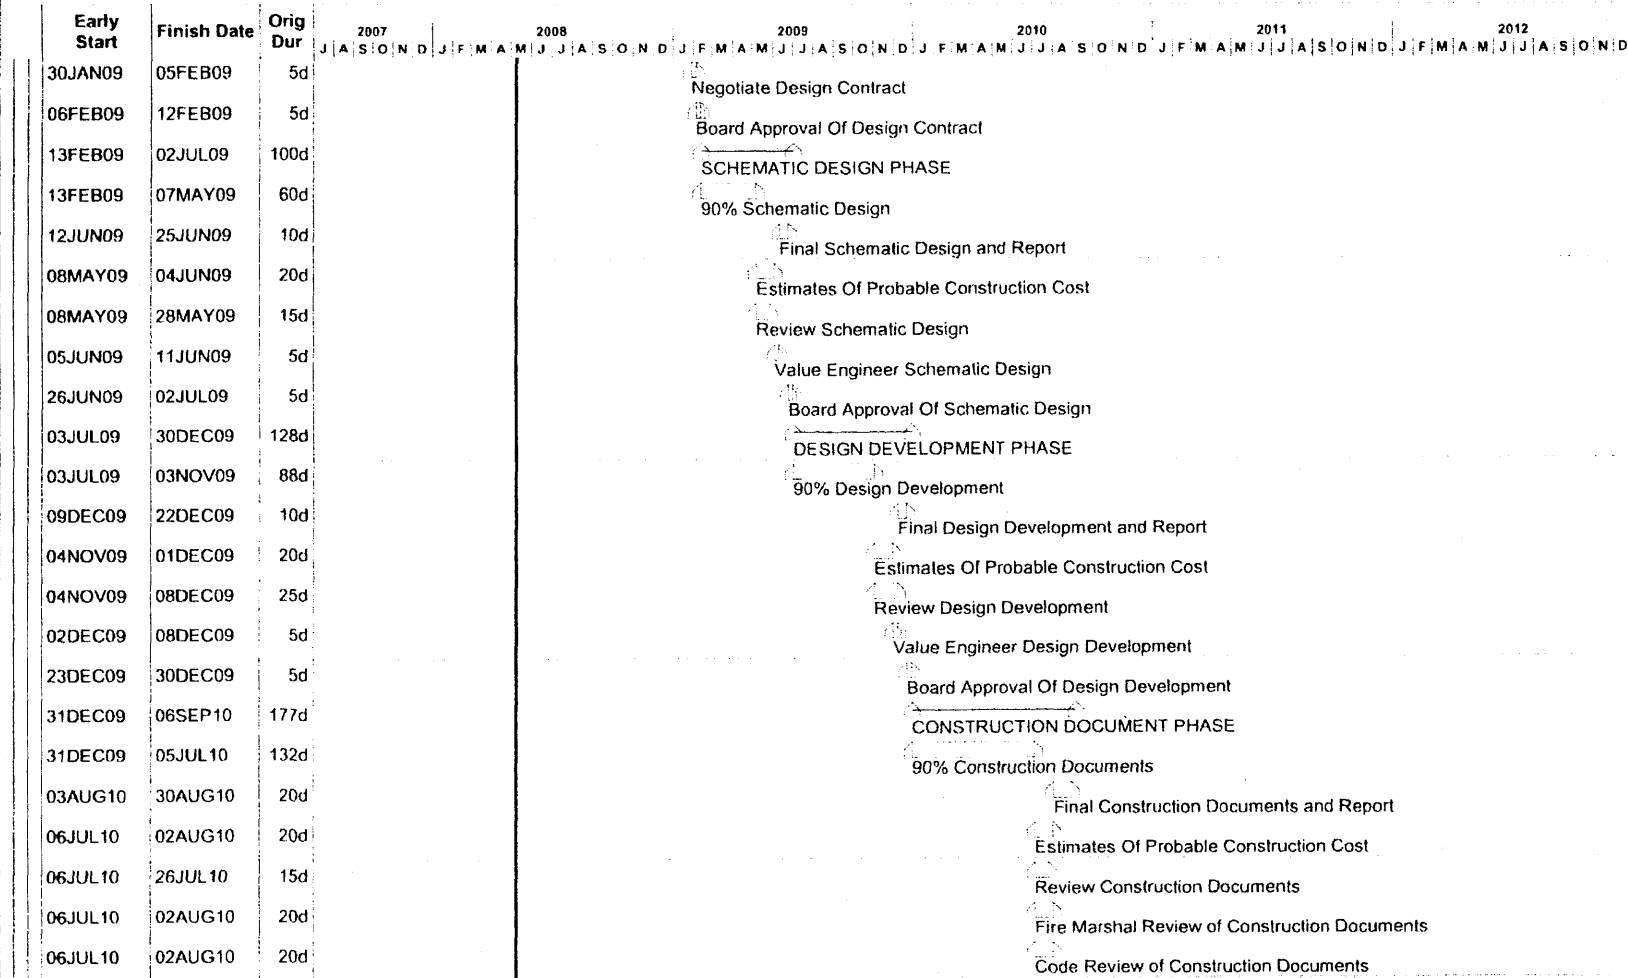 Early Start Finish Date Orig Dur
2007 2008 2009 2010 2011 2012
J A S O N D J F M A M J J A S O N D J F M A M J J A S O N D J F M A M J J A S O N D J F M A M J J A S O N D J F M A M J J A S O N D
30JAN09 05FEB09 5d
Negotiate Design Contract
06FEB09 12FEB09 5d
Board Approval Of Design Contract
13FEB09 02JUL09 100d
SCHEMATIC DESIGN PHASE
13FEB09 07MAY09 60d
90% Schematic Design
12JUN09 25JUN09 10d
Final Schematic Design and Report
08MAY09 04JUN09 20d
Estimates Of Probable Construction Cost
08MAY09 28MAY09 15d
Review Schematic Design
05JUN09 11JUN09 5d
Value Engineer Schematic Design
26JUN09 02JUL09 5d
Board Approval Of Schematic Design
03JUL09 30DEC09 128d
DESIGN DEVELOPMENT PHASE
03JUL09 03NOV09 88d
90% Design Development
09DEC09 22DEC09 10d
Final Design Development and Report
04NOV09 01DEC09 20d
Estimates Of Probable Construction Cost
04NOV09 08DEC09 25d
Review Design Development
02DEC09 08DEC09 5d
Value Engineer Design Development
23DEC09 30DEC09 5d
Board Approval Of Design Development
31DEC09 06SEP10 177d
CONSTRUCTION DOCUMENT PHASE
31DEC09 05JUL10 132d
90% Construction Documents
03AUG10 30AUG10 20d
Final Construction Documents and Report
06JUL10 02AUG10 20d
Estimates Of Probable Construction Cost
06JUL10 26JUL10 15d
Review Construction Documents
06JUL10 02AUG10 20d
Fire Marshal Review of Construction Documents
06JUL10 02AUG10 20d
Code Review of Construction Documents